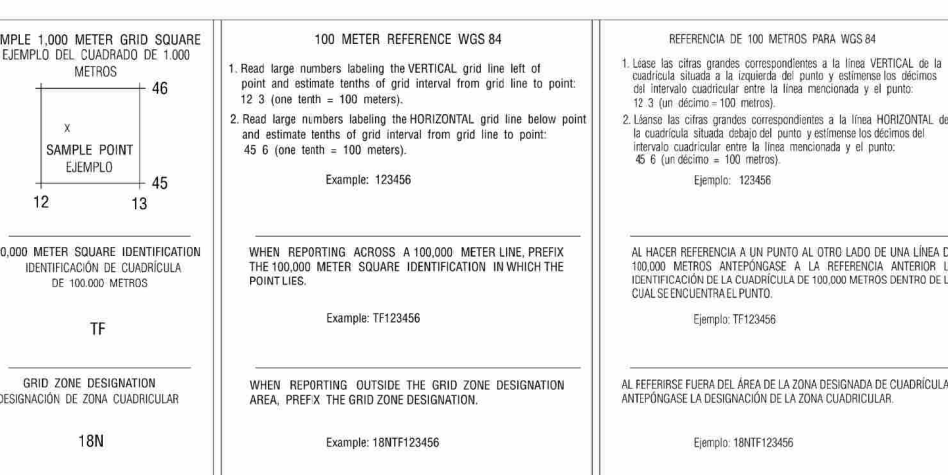 MPLE 1,000 METER GRID SQUARE
EJEMPLO DEL CUADRADO DE 1.000
METROS
46
X
SAMPLE POINT
EJEMPLO
45
12 13
0,000 METER SQUARE IDENTIFICATION
IDENTIFICACIÓN DE CUADRÍCULA
DE 100.000 METROS
TF
GRID ZONE DESIGNATION
DESIGNACIÓN DE ZONA CUADRICULAR
18N
100 METER REFERENCE WGS 84
1. Read large numbers labeling the VERTICAL grid line left of
point and estimate tenths of grid interval from grid line to point:
12 3 (one tenth = 100 meters).
2. Read large numbers labeling the HORIZONTAL grid line below point
and estimate tenths of grid interval from grid line to point:
45 6 (one tenth = 100 meters).
Example: 123456
WHEN REPORTING ACROSS A 100,000 METER LINE, PREFIX
THE 100,000 METER SQUARE IDENTIFICATION IN WHICH THE
POINT LIES.
Example: TF123456
WHEN REPORTING OUTSIDE THE GRID ZONE DESIGNATION
AREA, PREFIX THE GRID ZONE DESIGNATION.
Example: 18NTF123456
REFERENCIA DE 100 METROS PARA WGS 84
1. Léase las cifras grandes correspondientes a la línea VERTICAL de la
cuadrícula situada a la izquierda del punto y estímense los décimos
del intervalo cuadricular entre la línea mencionada y el punto:
12 3 (un décimo = 100 metros).
2. Léanse las cifras grandes correspondientes a la línea HORIZONTAL de
la cuadrícula situada debajo del punto y estímense los décimos del
intervalo cuadricular entre la línea mencionada y el punto:
45 6 (un décimo = 100 metros).
Ejemplo: 123456
AL HACER REFERENCIA A UN PUNTO AL OTRO LADO DE UNA LÍNEA D
100,000 METROS ANTEPÓNGASE A LA REFERENCIA ANTERIOR L
IDENTIFICACIÓN DE LA CUADRÍCULA DE 100,000 METROS DENTRO DE L
CUAL SE ENCUENTRA EL PUNTO.
Ejemplo: TF123456
AL FEFERIRSE FUERA DEL ÁREA DE LA ZONA DESIGNADA DE CUADRÍCULA
ANTEPÓNGASE LA DESIGNACIÓN DE LA ZONA CUADRICULAR.
Ejemplo: 18NTF123456